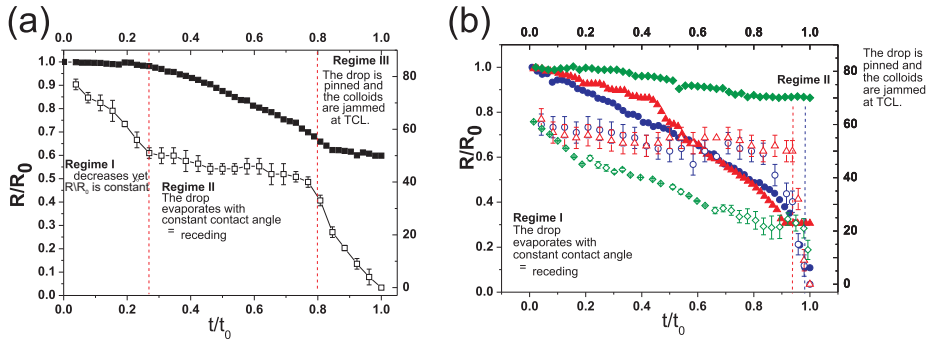 (a)
0.0 0.2 0.4 0.6 0.8 1.0
Regime III
The drop is
pinned and
the colloids
are jammed
at TCL.
1.0
0.9
0.8
0.7
0.6
0.5
0.4
0.3
0.2
0.1
0.0
R/R0
80
60
40
20
0
Regime I
decreases yet
R\Rs is constant
Regime II
The drop
evaporates with
constant contact angle
= receding
0.0 0.2 0.4 0.6 0.8 1.0
t/t0
(b)
0.0 0.2 0.4 0.6 0.8 1.0
The drop is
pinned and
the colloids
are jammed
at TCL.
Regime II
1.0
0.8
0.6
0.4
0.2
0.0
R/R0
80
60
40
20
0
Regime I
The drop
evaporates with
constant contact angle
= receding
0.0 0.2 0.4 0.6 0.8 1.0
t/t0